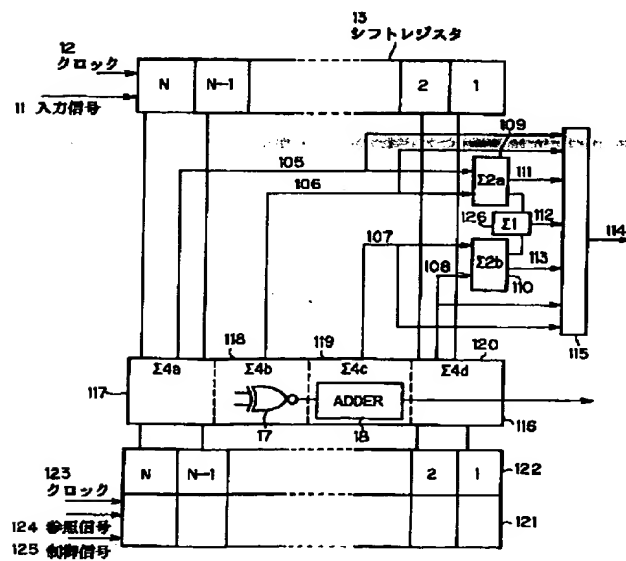 13
シフトレジスタ
12
クロック
N
N-1
2
1
11 入力信号
109
105
Σ2a
111
106
126
Σ1
112
114
107
Σ2b
113
108
110
115
118
119
120
117
Σ4a
Σ4b
Σ4c
Σ4d
ADDER
17
18
116
123
クロック
N
N-1
2
1
122
124 参照信号
121
125 制御信号